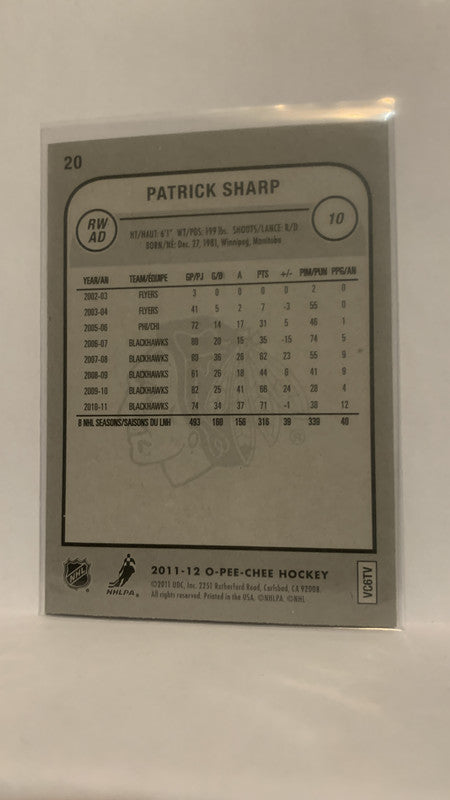 20
PATRICK SHARP
RW
AD
HT/HAUT: 6'1" WT/PDS: 199 lbs. SHOOTS/LANCE: R/D
BORN/NÉ: Dec. 27, 1981, Winnipeg, Manitoba
10
YEAR/AN TEAM/ÉQUIPE GP/PJ G/B A PTS +/- PIM/PUN PPG/AN
2002-03 FLYERS 3 0 0 0 0 2 0
2003-04 FLYERS 41 5 2 7 -3 55 0
2005-06 PHI/CHI 72 14 17 31 5 46 1
2006-07 BLACKHAWKS 80 20 15 35 -15 74 5
2007-08 BLACKHAWKS 80 36 26 62 23 55 9
2008-09 BLACKHAWKS 61 26 18 44 6 41 9
2009-10 BLACKHAWKS 82 25 41 66 24 28 4
2010-11 BLACKHAWKS 74 34 37 71 -1 38 12
8 NHL SEASONS/SAISONS DU LNH 493 160 156 316 39 339 40
NHL
NHLPA®
2011-12 O-PEE-CHEE HOCKEY
©2011 UDC, Inc. 2251 Rutherford Road, Carlsbad, CA 92008.
All rights reserved. Printed in the USA. ©NHLPA. ©NHL
VC6TV